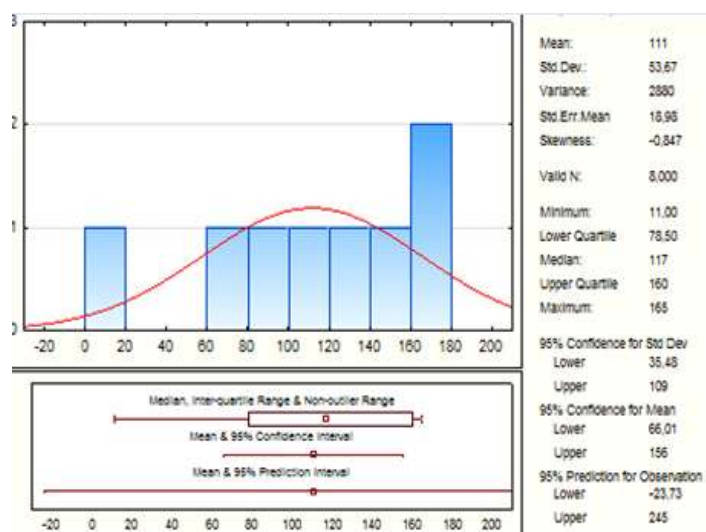 3
2
1
0
-20 0 20 40 60 80 100 120 140 160 180 200
Mean: 111
Std.Dev.: 53,67
Variance: 2880
Std.Err.Mean 18,98
Skewness: -0,847
Valid N: 8,000
Minimum: 11,00
Lower Quartile 78,50
Median: 117
Upper Quartile 160
Maximum: 165
95% Confidence for Std Dev
Lower 35,48
Upper 109
95% Confidence for Mean
Lower 66,01
Upper 156
95% Prediction for Observation
Lower -23,73
Upper 245
Median, Inter-quartile Range & Non-outlier Range
Mean & 95% Confidence Interval
Mean & 95% Prediction Interval
-20 0 20 40 60 80 100 120 140 160 180 200